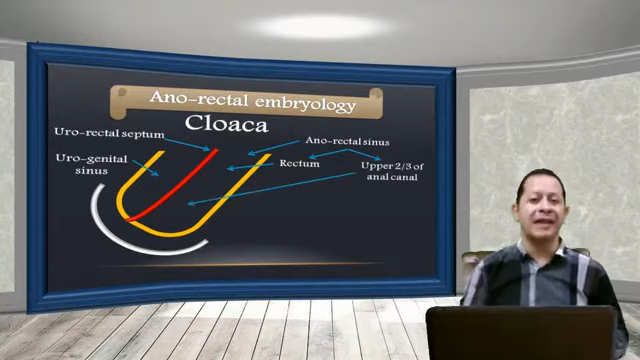 Ano-rectal embryology
Cloaca
Uro-rectal septum
Ano-rectal sinus
Uro-genital
sinus
Rectum
Upper 2/3 of
anal canal